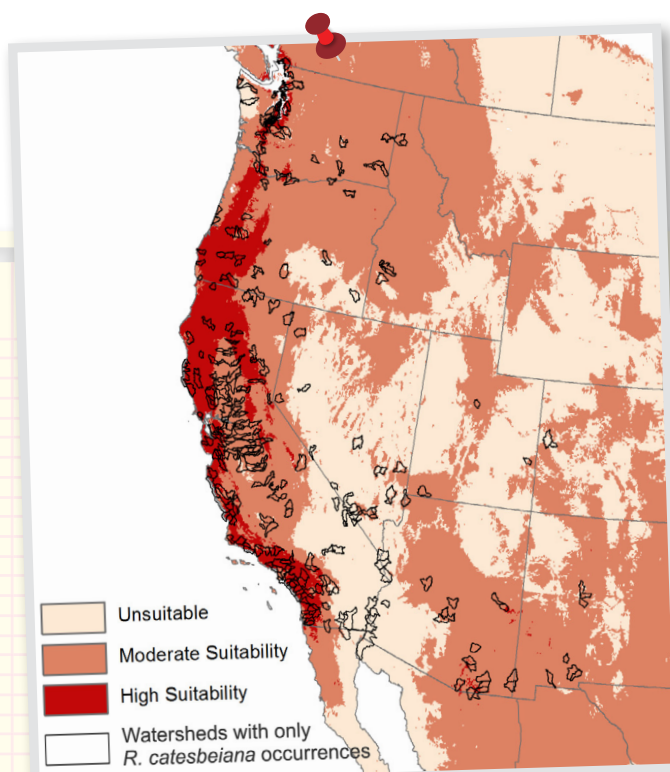 Unsuitable
Moderate Suitability
High Suitability
Watersheds with only
R. catesbeiana occurrences